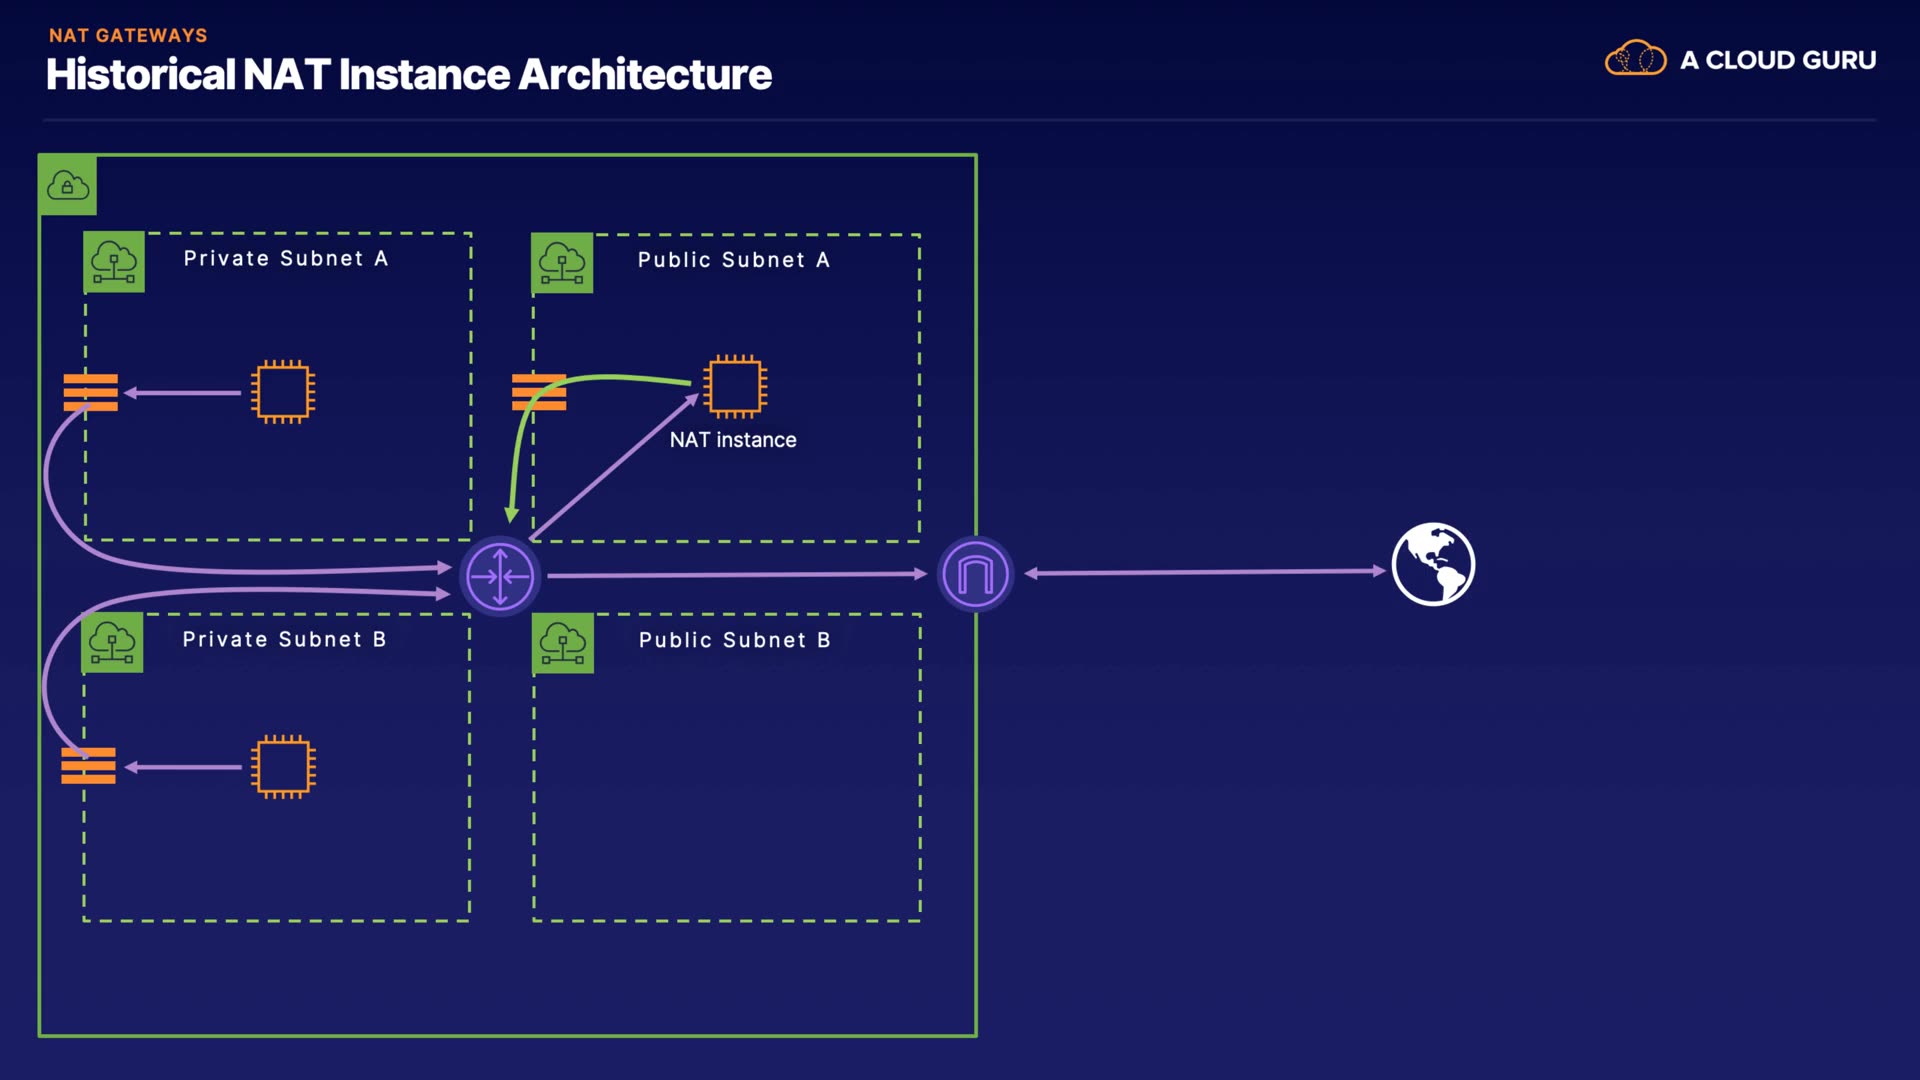 NAT GATEWAYS
Historical NAT Instance Architecture
A CLOUD GURU
Private Subnet A
Public Subnet A
NAT instance
Private Subnet B
Public Subnet B